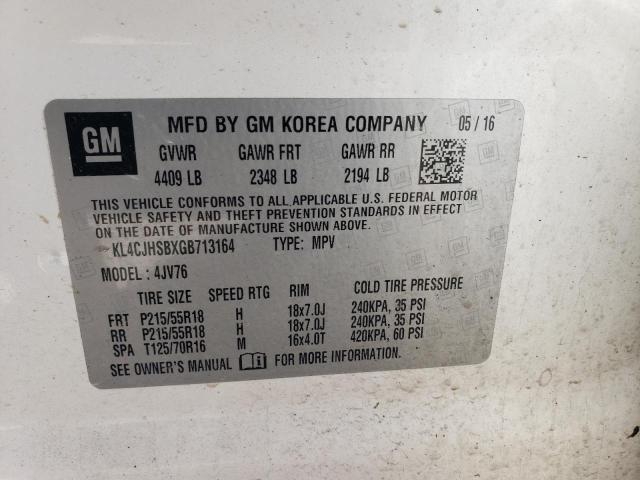 GM MFD BY GM KOREA COMPANY 05 / 16
GVWR GAWR FRT GAWR RR
4409 LB 2348 LB 2194 LB
THIS VEHICLE CONFORMS TO ALL APPLICABLE U.S. FEDERAL MOTOR
VEHICLE SAFETY AND THEFT PREVENTION STANDARDS IN EFFECT
ON THE DATE OF MANUFACTURE SHOWN ABOVE.
KL4CJHSBXGB713164 TYPE: MPV
MODEL : 4JV76
TIRE SIZE SPEED RTG RIM COLD TIRE PRESSURE
FRT P215/55R18 H 18x7.0J 240KPA, 35 PSI
RR P215/55R18 H 18x7.0J 240KPA, 35 PSI
SPA T125/70R16 M 16x4.0T 420KPA, 60 PSI
SEE OWNER'S MANUAL FOR MORE INFORMATION.